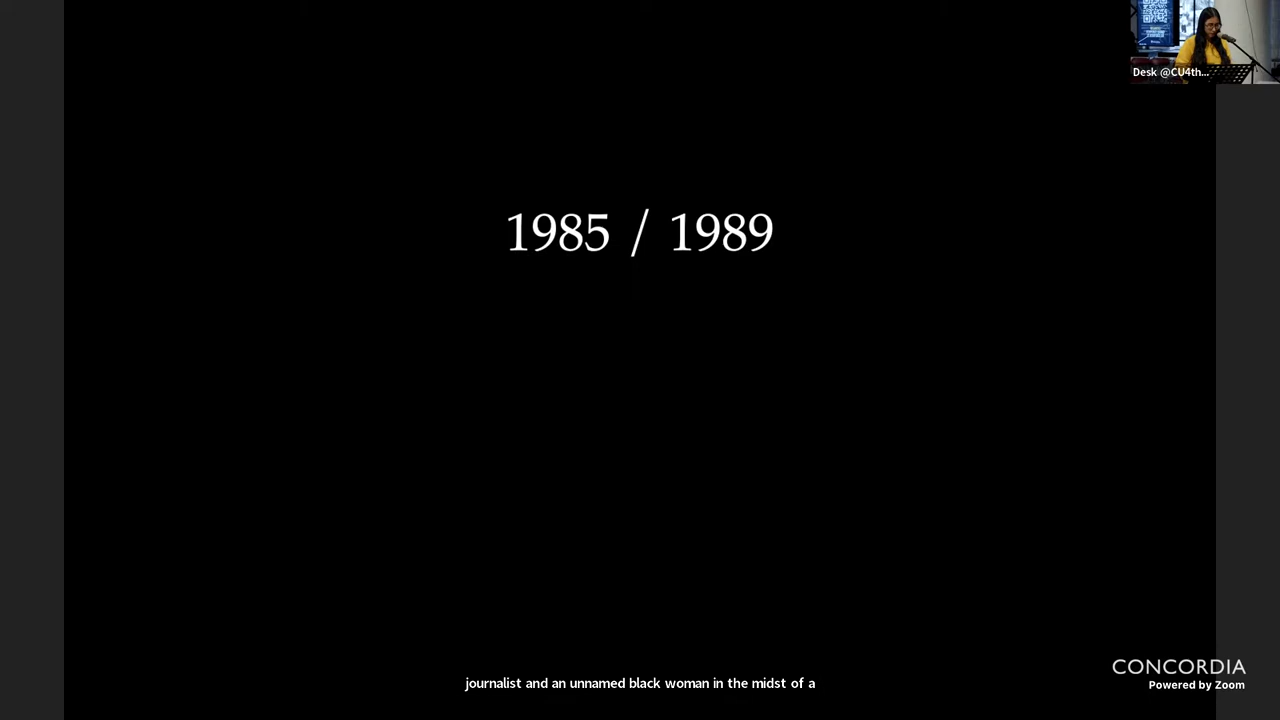 Desk @CU4th...
1985 / 1989
journalist and an unnamed black woman in the midst of a
CONCORDIA
Powered by Zoom